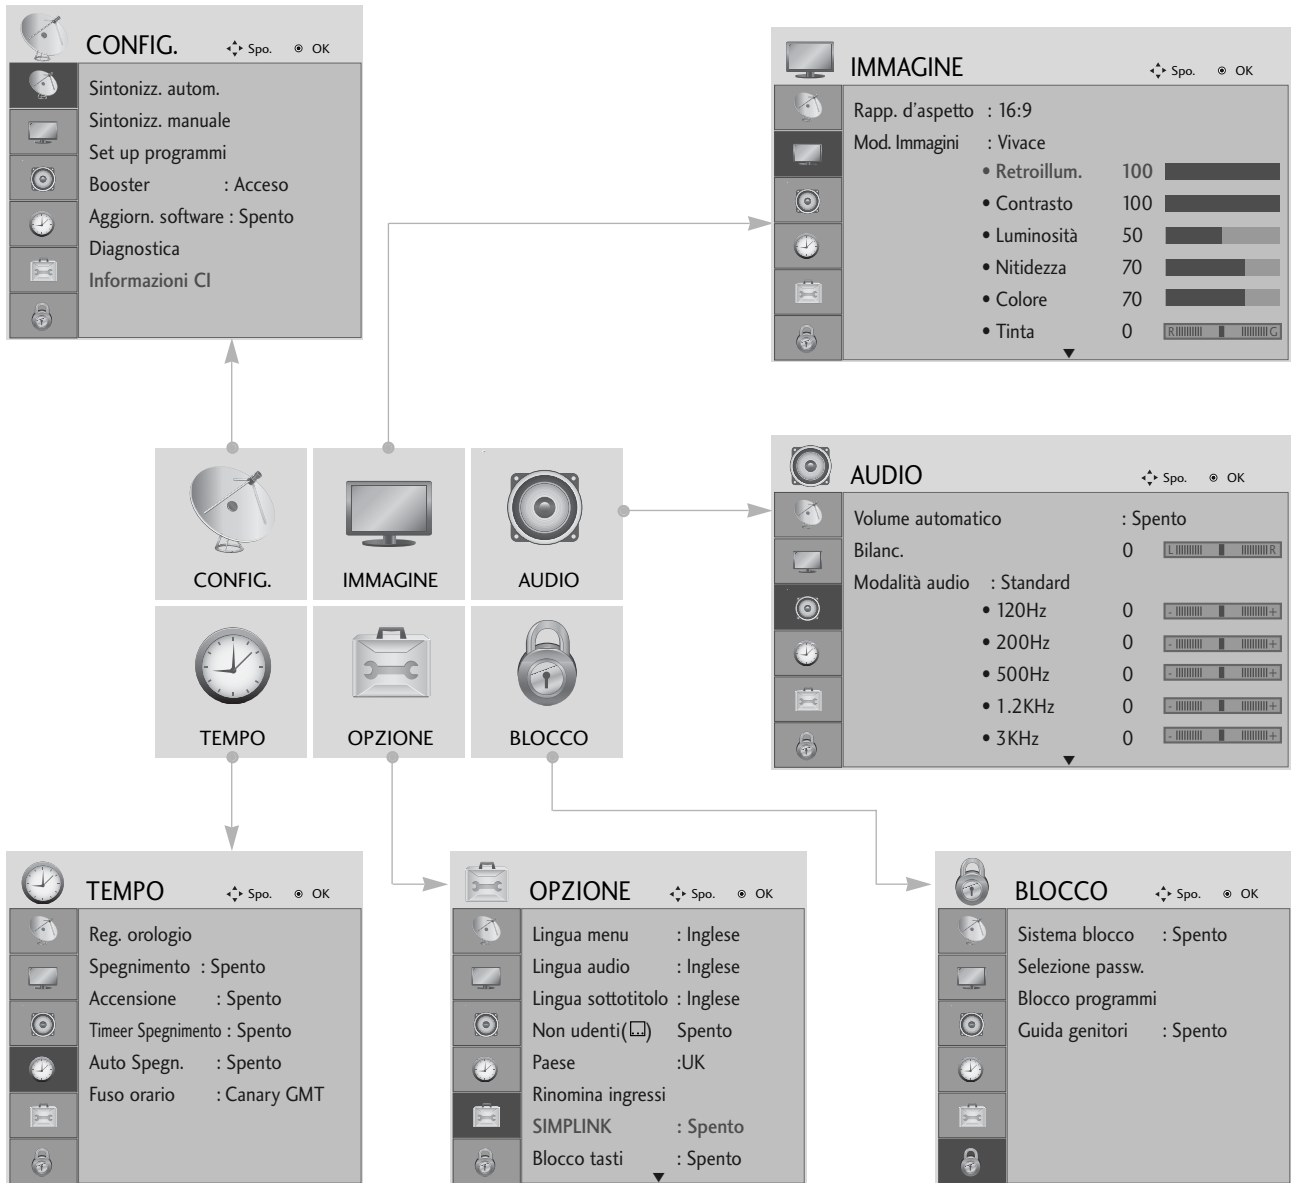 CONFIG. Spo. OK
Sintonizz. autom.
Sintonizz. manuale
Set up programmi
Booster : Acceso
Aggiorn. software : Spento
Diagnostica
Informazioni CI
IMMAGINE Spo. OK
Rapp. d'aspetto : 16:9
Mod. Immagini : Vivace
• Retroillum. 100
• Contrasto 100
• Luminosità 50
• Nitidezza 70
• Colore 70
• Tinta 0 R G
CONFIG. IMMAGINE AUDIO
TEMPO OPZIONE BLOCCO
AUDIO Spo. OK
Volume automatico : Spento
Bilanc. 0 L R
Modalità audio : Standard
• 120Hz 0 - +
• 200Hz 0 - +
• 500Hz 0 - +
• 1.2KHz 0 - +
• 3KHz 0 - +
TEMPO Spo. OK
Reg. orologio
Spegnimento : Spento
Accensione : Spento
Timeer Spegnimento : Spento
Auto Spegn. : Spento
Fuso orario : Canary GMT
OPZIONE Spo. OK
Lingua menu : Inglese
Lingua audio : Inglese
Lingua sottotitolo : Inglese
Non udenti( ) Spento
Paese :UK
Rinomina ingressi
SIMPLINK : Spento
Blocco tasti : Spento
BLOCCO Spo. OK
Sistema blocco : Spento
Selezione passw.
Blocco programmi
Guida genitori : Spento